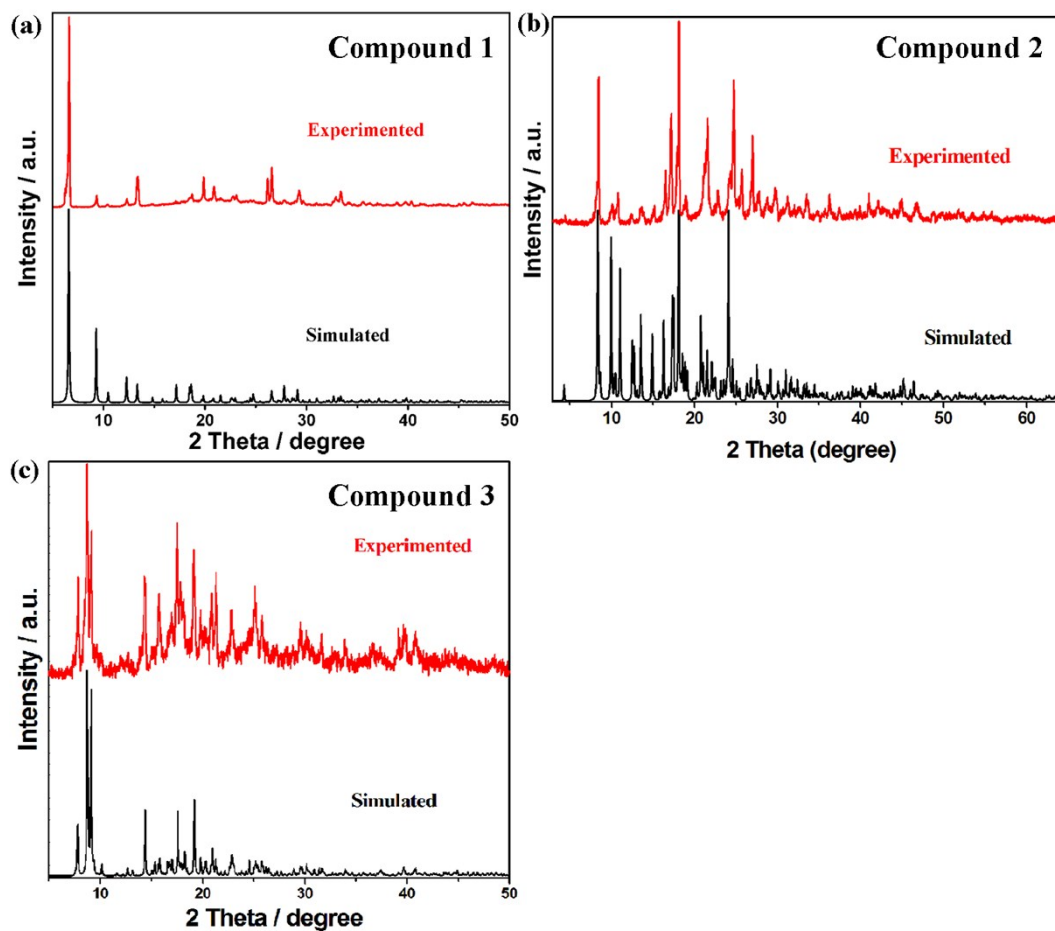 (a)
Compound 1
Experimented
Simulated
Intensity / a.u.
10 20 30 40 50
2 Theta / degree
(b)
Compound 2
Experimented
Simulated
Intensity / a.u.
10 20 30 40 50 60
2 Theta (degree)
(c)
Compound 3
Experimented
Simulated
Intensity / a.u.
10 20 30 40 50
2 Theta / degree